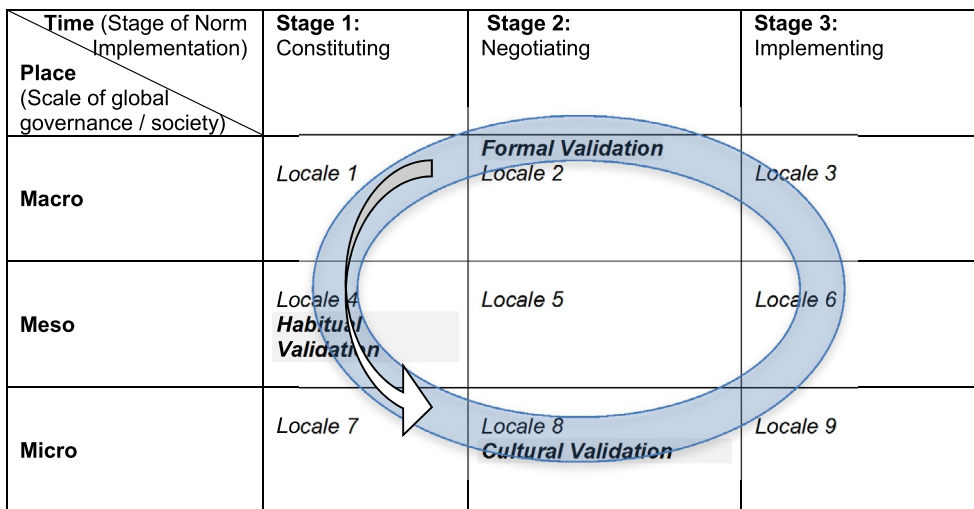 Time (Stage of Norm
Implementation)
Place
(Scale of global
governance / society)
Stage 1:
Constituting
Stage 2:
Negotiating
Stage 3:
Implementing
Macro
Locale 1
Formal Validation
Locale 2
Locale 3
Meso
Locale 4
Habitual
Validation
Locale 5
Locale 6
Micro
Locale 7
Locale 8
Cultural Validation
Locale 9